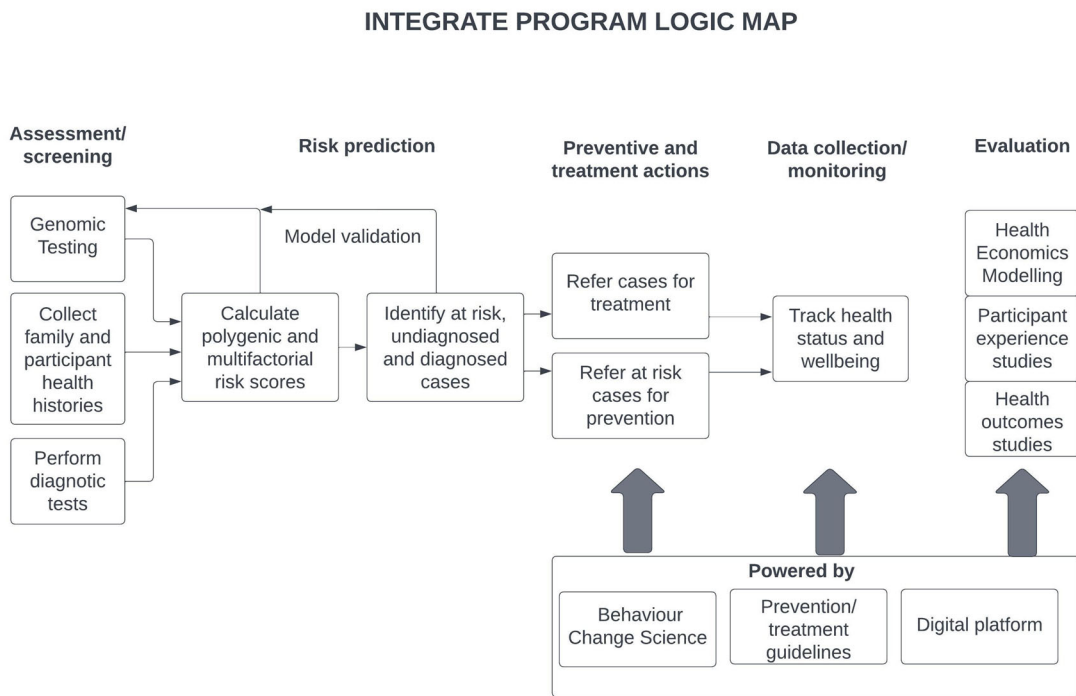 INTEGRATE PROGRAM LOGIC MAP
Assessment/
screening
Risk prediction
Preventive and
treatment actions
Data collection/
monitoring
Evaluation
Genomic
Testing
Collect
family and
participant
health
histories
Perform
diagnostic
tests
Model validation
Calculate
polygenic and
multifactorial
risk scores
Identify at risk,
undiagnosed
and diagnosed
cases
Refer cases for
treatment
Refer at risk
cases for
prevention
Track health
status and
wellbeing
Health
Economics
Modelling
Participant
experience
studies
Health
outcomes
studies
Powered by
Behaviour
Change Science
Prevention/
treatment
guidelines
Digital platform